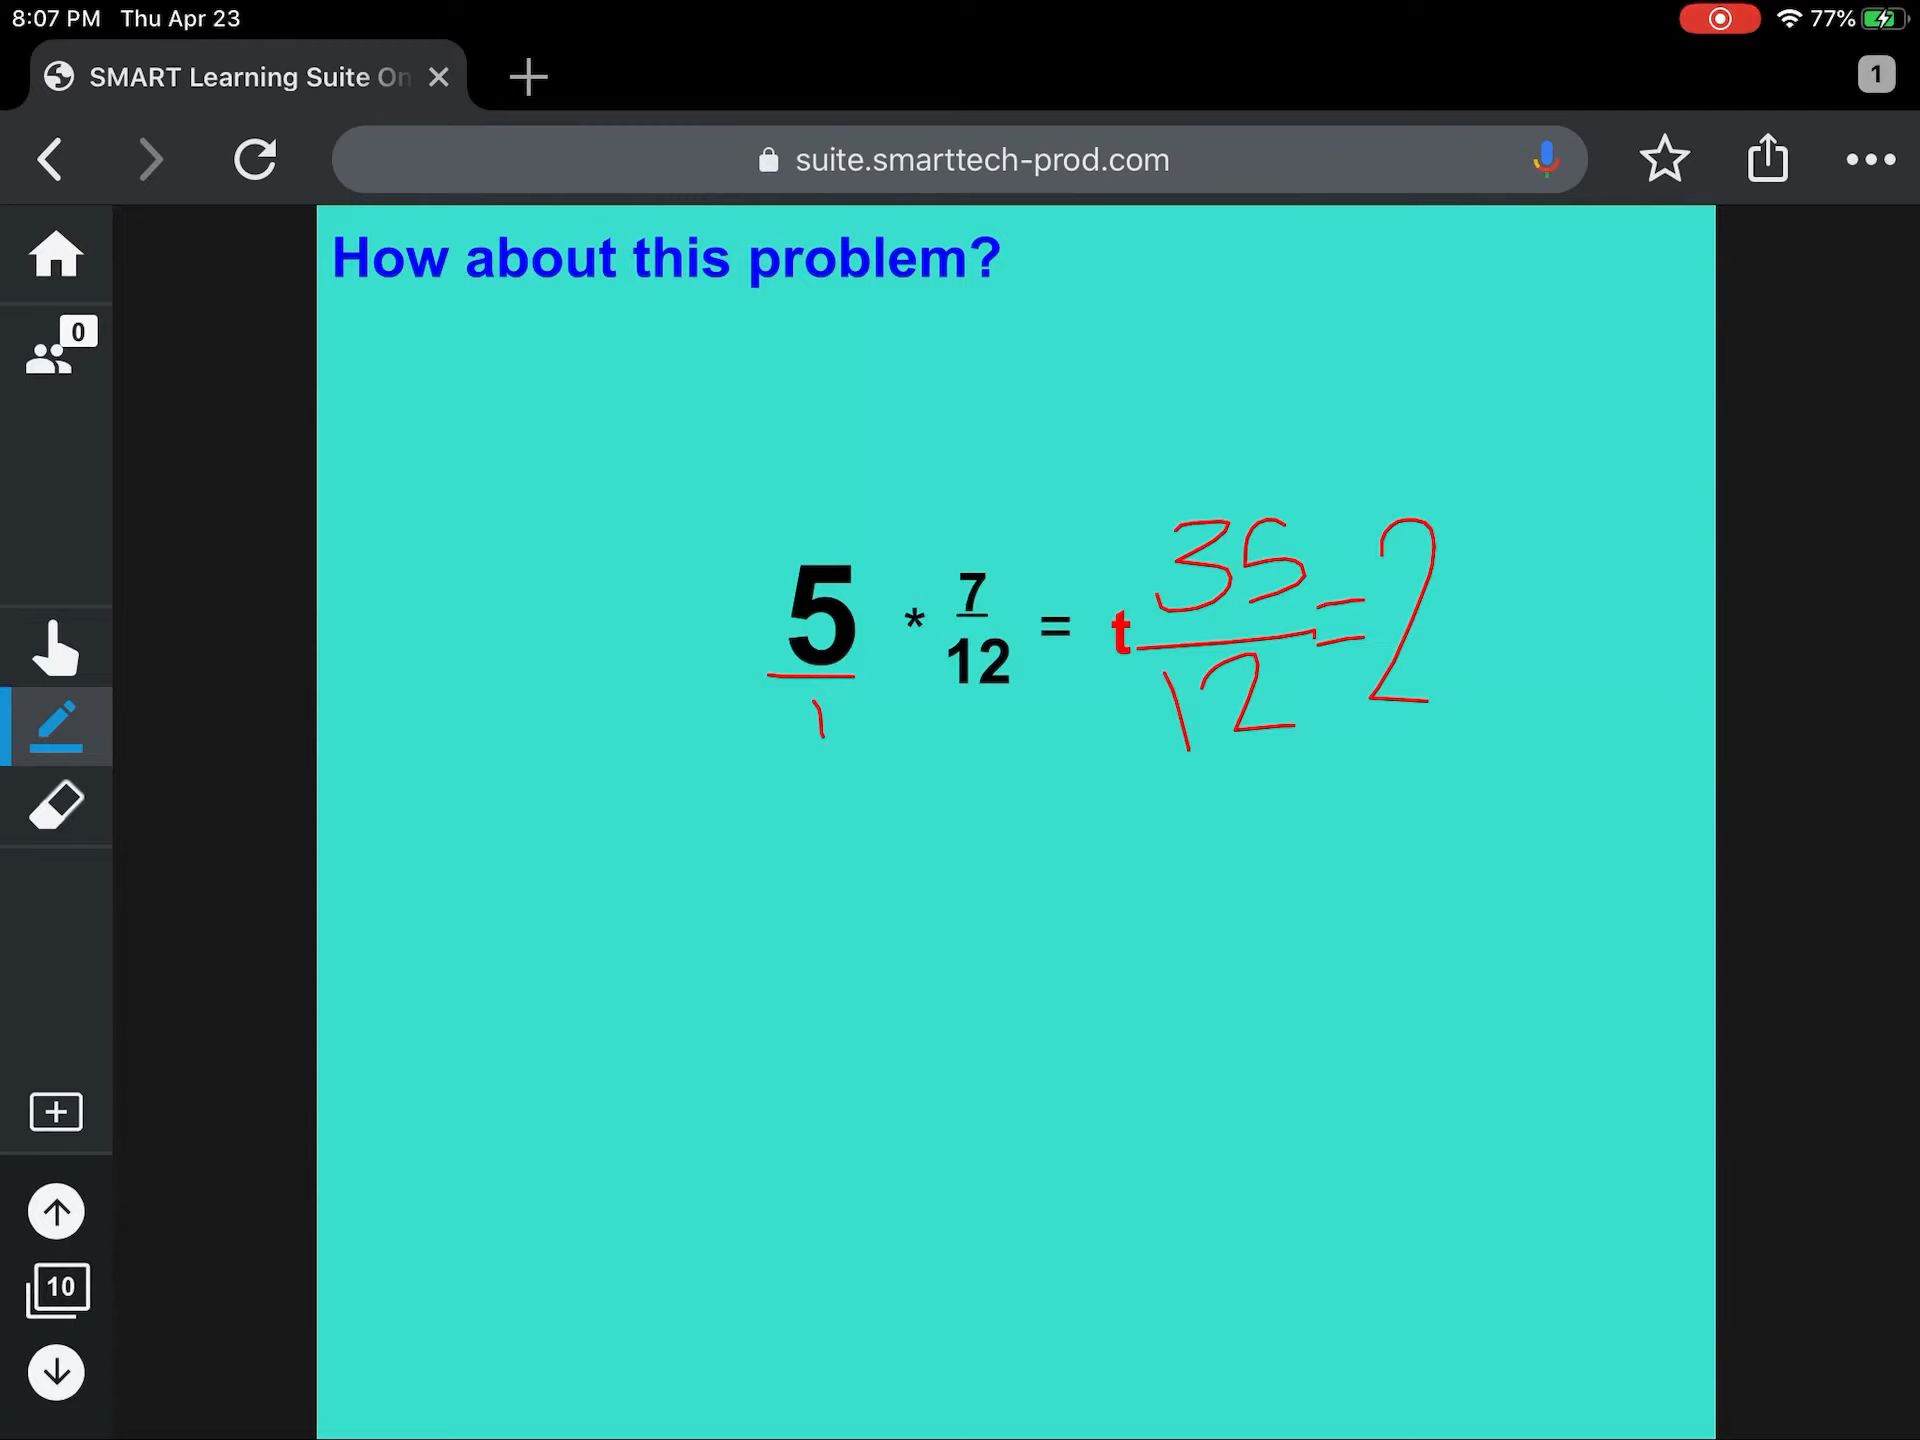 8:07 PM Thu Apr 23 77%
SMART Learning Suite On 1
suite.smarttech-prod.com
How about this problem?
0
5/1 * 7/12 = t 35/12 = 2
10